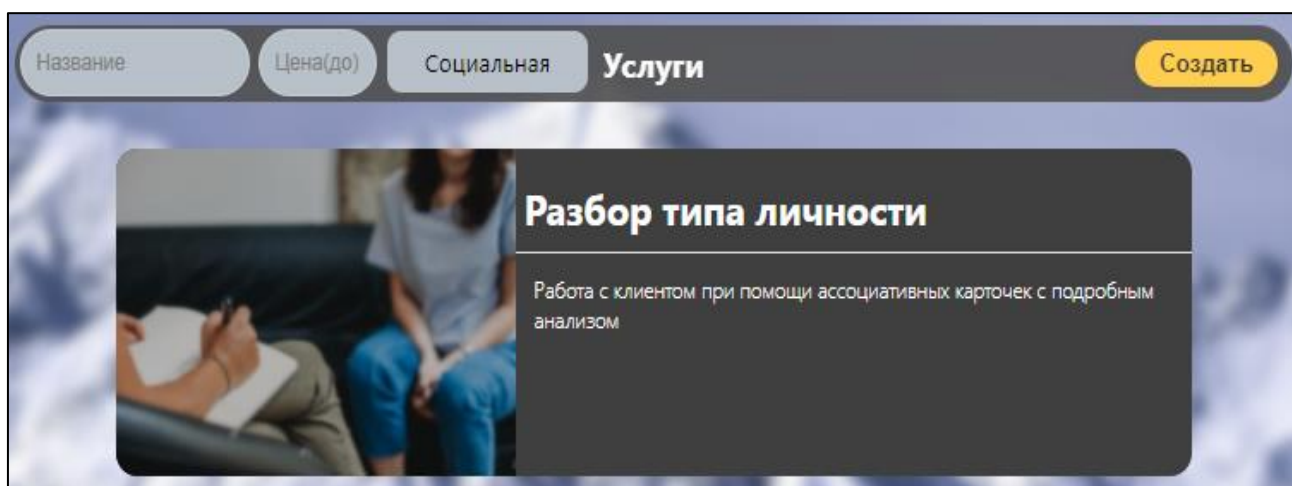 Название Цена(до) Социальная Услуги Создать
Разбор типа личности
Работа с клиентом при помощи ассоциативных карточек с подробным
анализом